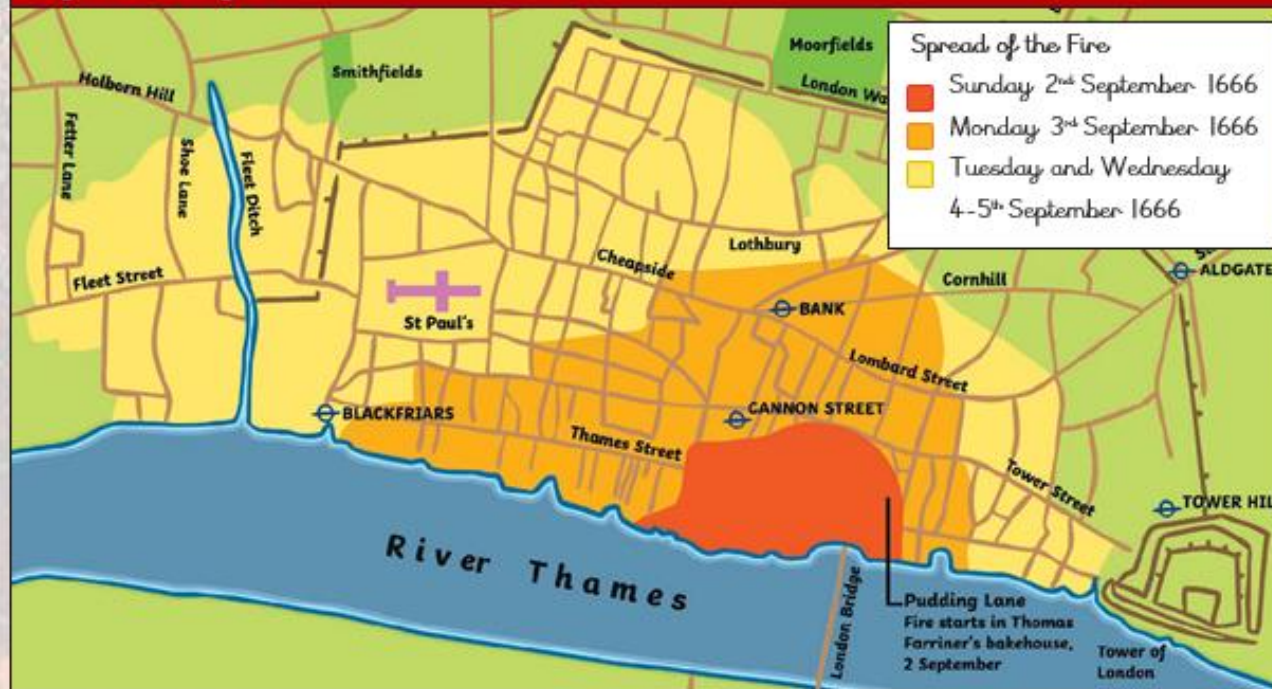 Moorfields
Smithfields
London Wa
Holborn Hill
Fetter Lane
Shoe Lane
Fleet Ditch
Spread of the Fire
Sunday 2nd September 1666
Monday 3rd September 1666
Tuesday and Wednesday
4-5th September 1666
Lothbury
Cheapside
Cornhill
ALDGATE
Fleet Street
St Paul's
BANK
Lombard Street
BLACKFRIARS
CANNON STREET
Thames Street
Tower Street
TOWER HIL
River Thames
London Bridge
Pudding Lane
Fire starts in Thomas
Farriner's bakehouse,
2 September
Tower of
London